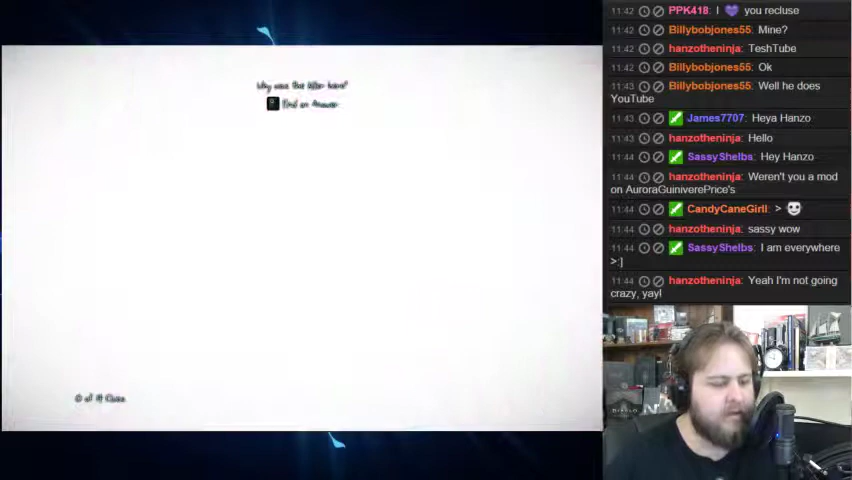 Why was the killer here?
Find an Answer
11:42 PPK418: I you recluse
11:42 Billybobjones55: Mine?
11:42 hanzotheninja: TeshTube
11:42 Billybobjones55: Ok
11:43 Billybobjones55: Well he does
YouTube
11:43 James7707: Heya Hanzo
11:43 hanzotheninja: Hello
11:44 SassyShelbs: Hey Hanzo
11:44 hanzotheninja: Weren't you a mod
on AuroraGuiniverePrice's
11:44 CandyCaneGirll: >
11:44 hanzotheninja: sassy wow
11:44 SassyShelbs: I am everywhere
>:]
11:44 hanzotheninja: Yeah I'm not going
crazy, yay!
DIABLO